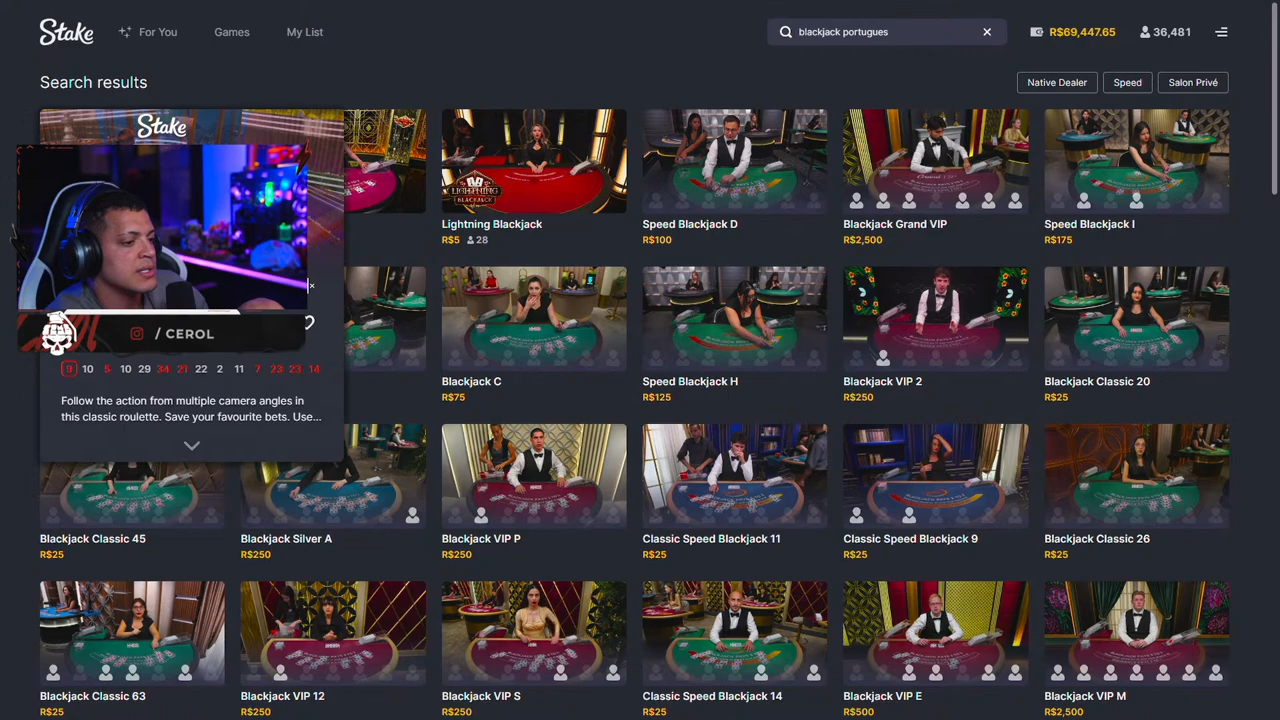 Stake
For You
Games
My List
blackjack portugues
R$69,447.65
36,481
Search results
Native Dealer
Speed
Salon Privé
Stake
/ CEROL
9 10 5 10 29 34 21 22 2 11 7 23 23 14
Follow the action from multiple camera angles in
this classic roulette. Save your favourite bets. Use...
LIGHTNING
BLACKJACK
Lightning Blackjack
R$5 28
Speed Blackjack D
R$100
Grand VIP
Blackjack Grand VIP
R$2,500
Speed Blackjack I
R$175
Blackjack C
R$75
Speed Blackjack H
R$125
Blackjack VIP 2
R$250
Blackjack Classic 20
R$25
Blackjack Classic 45
R$25
Blackjack Silver A
R$250
Blackjack VIP P
R$250
Classic Speed Blackjack 11
R$25
Classic Speed Blackjack 9
R$25
Blackjack Classic 26
R$25
Blackjack Classic 63
R$25
Blackjack VIP 12
R$250
Blackjack VIP S
R$250
Classic Speed Blackjack 14
R$25
Blackjack VIP E
R$500
Blackjack VIP M
R$2,500